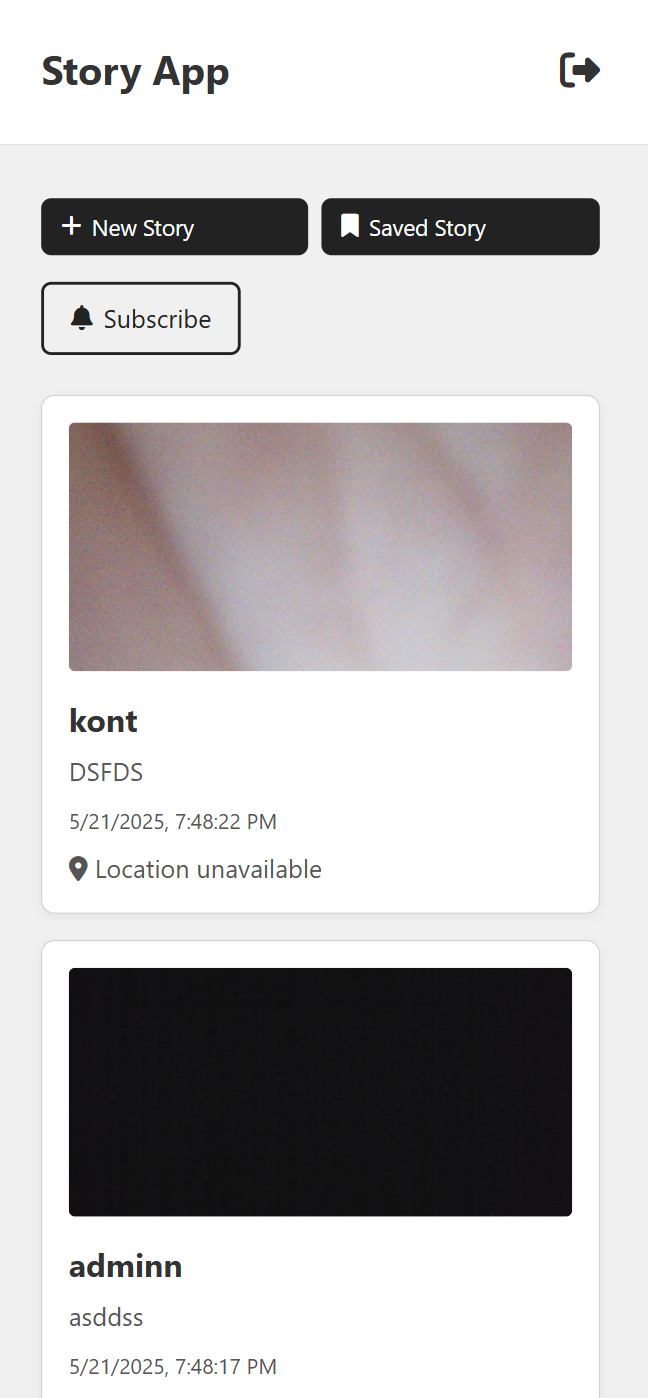 Story App
New Story
Saved Story
Subscribe
kont
DSFDS
5/21/2025, 7:48:22 PM
Location unavailable
adminn
asddss
5/21/2025, 7:48:17 PM